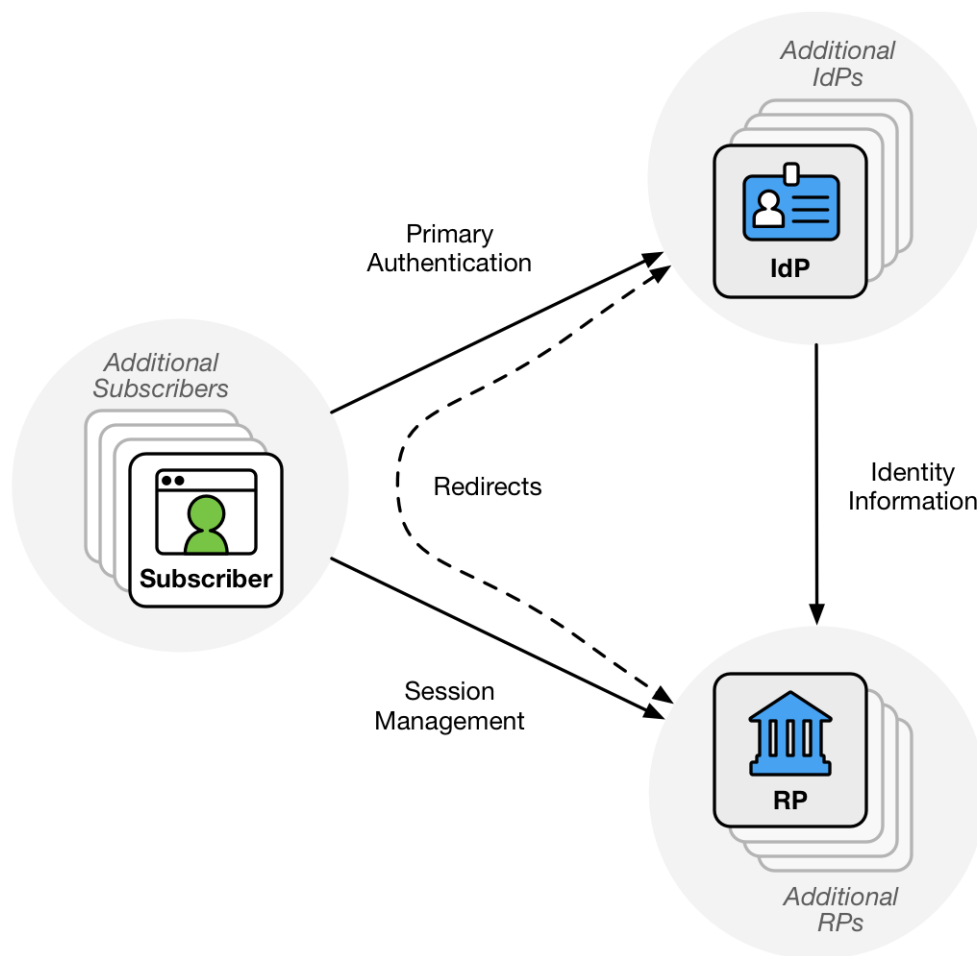 Additional
IdPs
IdP
Primary
Authentication
Additional
Subscribers
Subscriber
Redirects
Identity
Information
Session
Management
RP
Additional
RPs